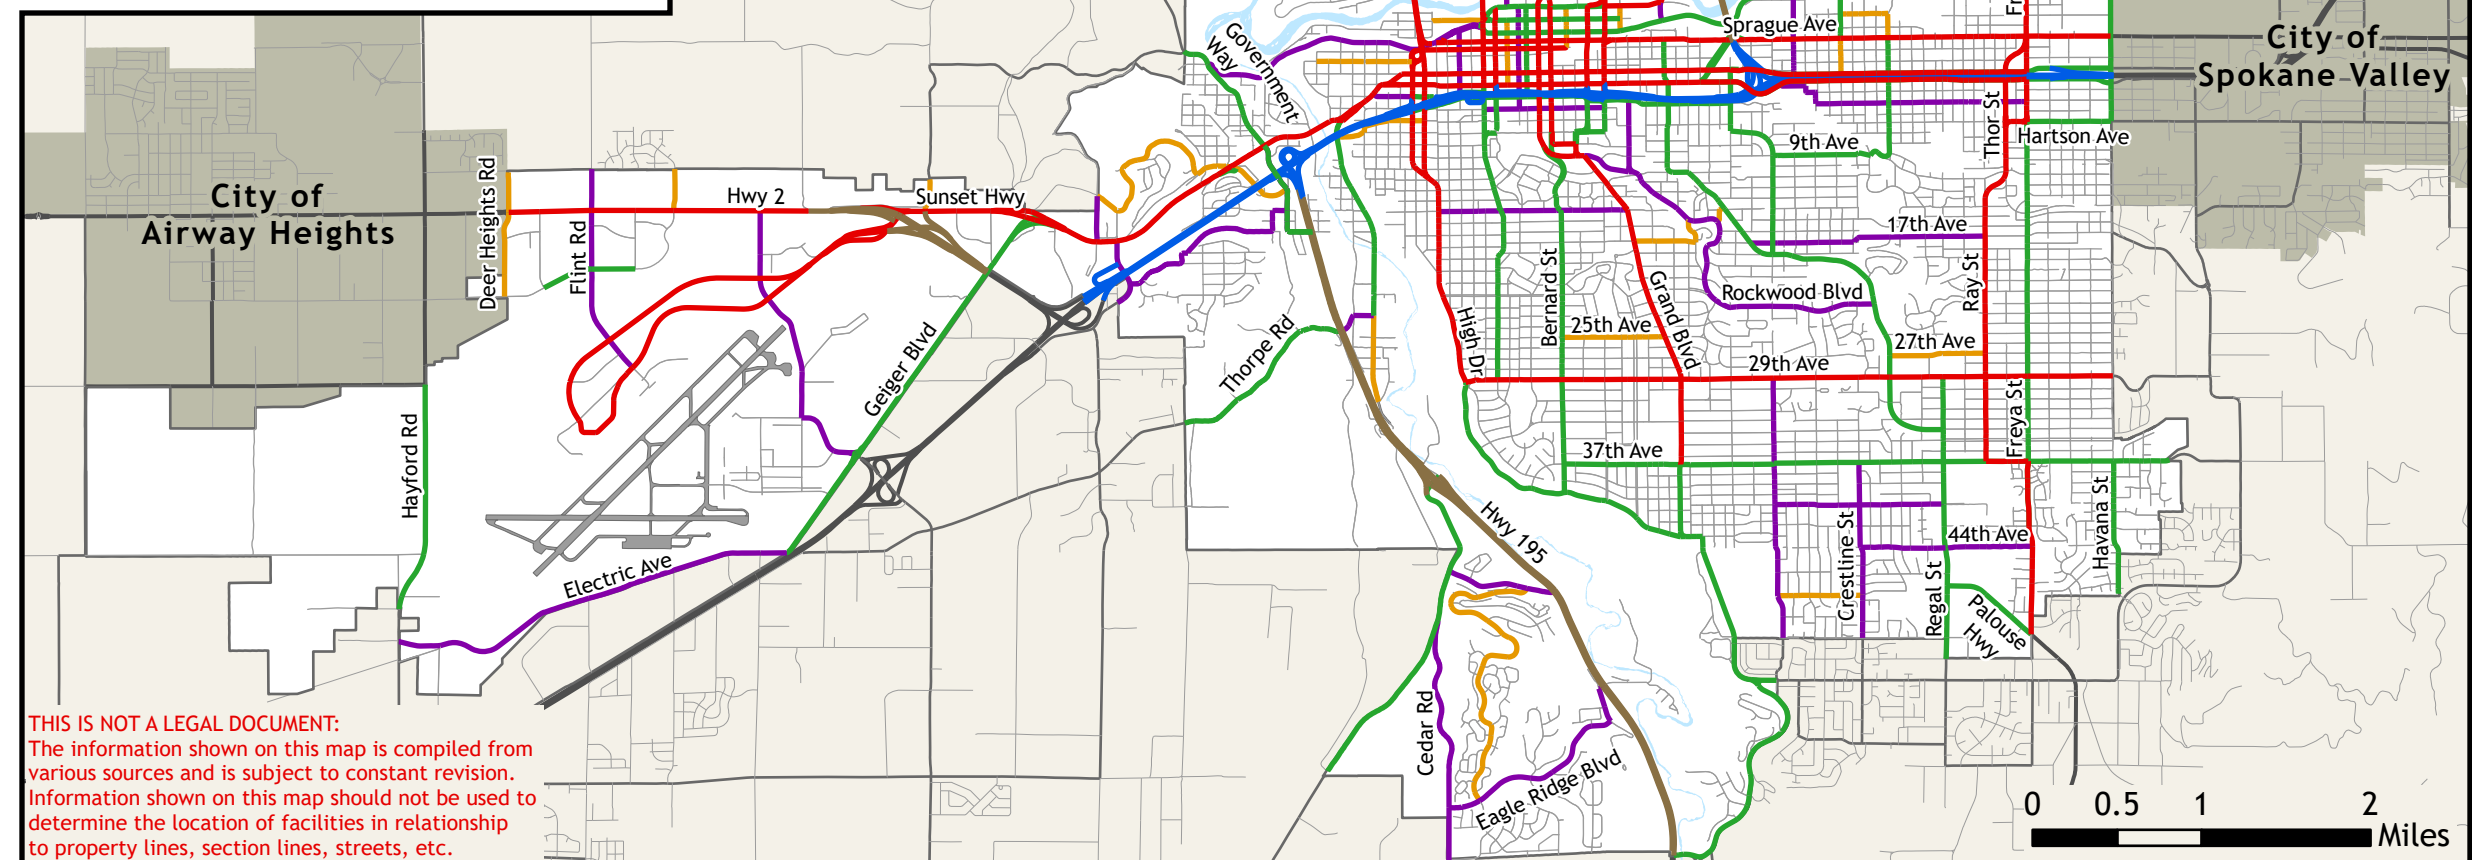 Sprague Ave
Fr
City of
Spokane Valley
Government
Way
Thor St
Hartson Ave
9th Ave
City of
Airway Heights
Deer Heights Rd
Hwy 2
Sunset Hwy
Flint Rd
17th Ave
Bernard St
Grand Blvd
Ray St
Rockwood Blvd
High Dr
25th Ave
27th Ave
29th Ave
Geiger Blvd
Thorpe Rd
Freya St
37th Ave
Hayford Rd
Hwy 195
Havana St
Crestline St
44th Ave
Electric Ave
Regal St
Palouse
Hwy
Cedar Rd
Eagle Ridge Blvd
THIS IS NOT A LEGAL DOCUMENT:
The information shown on this map is compiled from
various sources and is subject to constant revision.
Information shown on this map should not be used to
determine the location of facilities in relationship
to property lines, section lines, streets, etc.
0 0.5 1 2
Miles